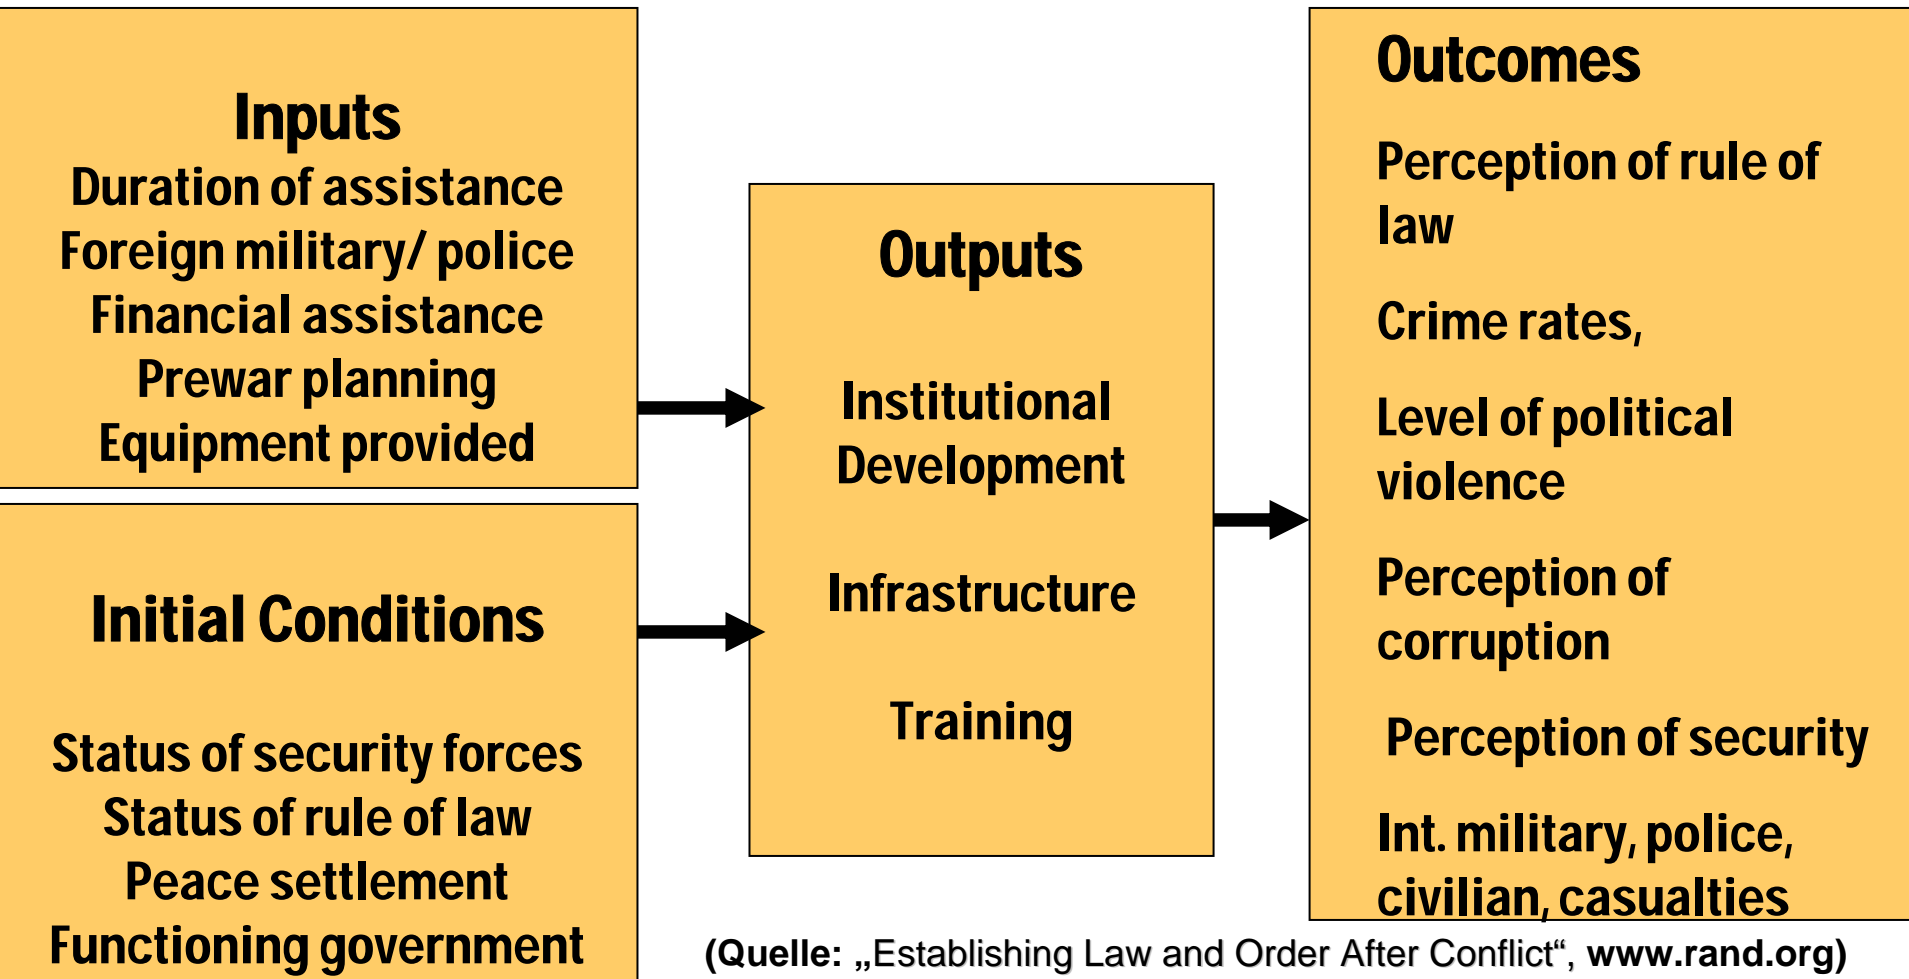 Inputs
Duration of assistance
Foreign military/ police
Financial assistance
Prewar planning
Equipment provided
Initial Conditions
Status of security forces
Status of rule of law
Peace settlement
Functioning government
Outputs
Institutional
Development
Infrastructure
Training
Outcomes
Perception of rule of
law
Crime rates,
Level of political
violence
Perception of
corruption
Perception of security
Int. military, police,
civilian, casualties
(Quelle: „Establishing Law and Order After Conflict“, www.rand.org)